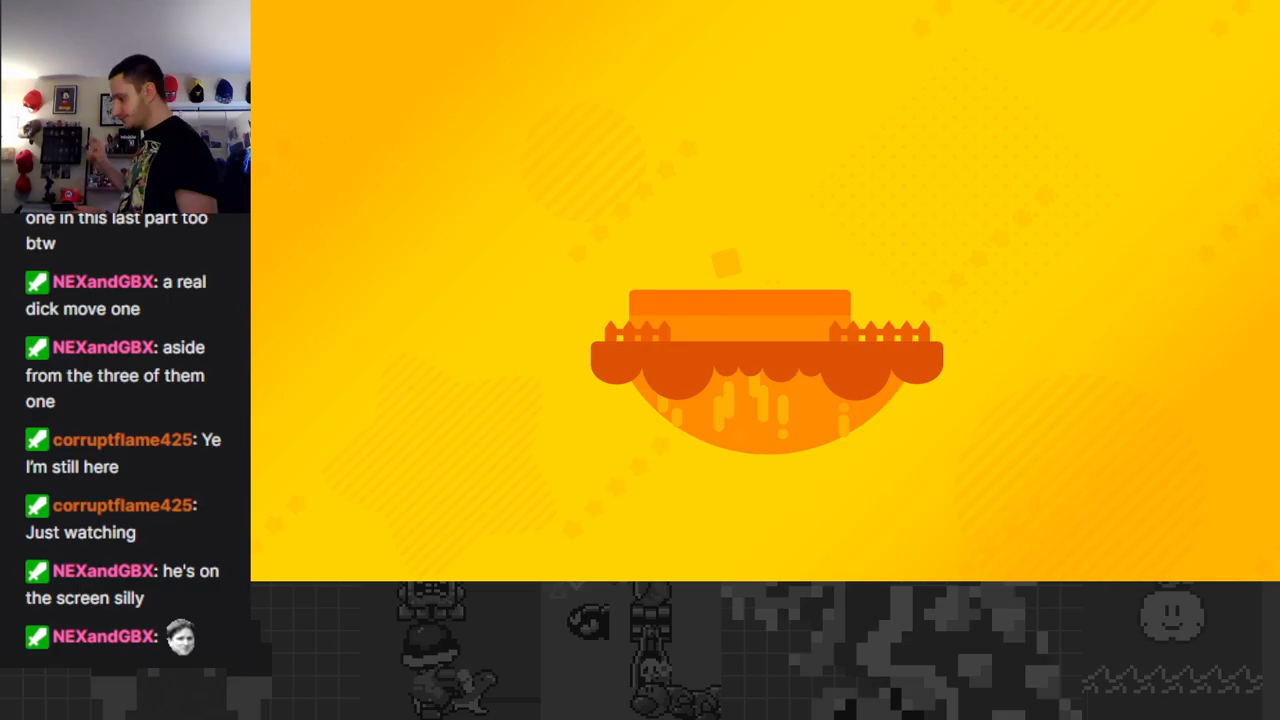 one in this last part too
btw
NEXandGBX: a real
dick move one
NEXandGBX: aside
from the three of them
one
corruptflame425: Ye
I'm still here
corruptflame425:
Just watching
NEXandGBX: he's on
the screen silly
NEXandGBX: